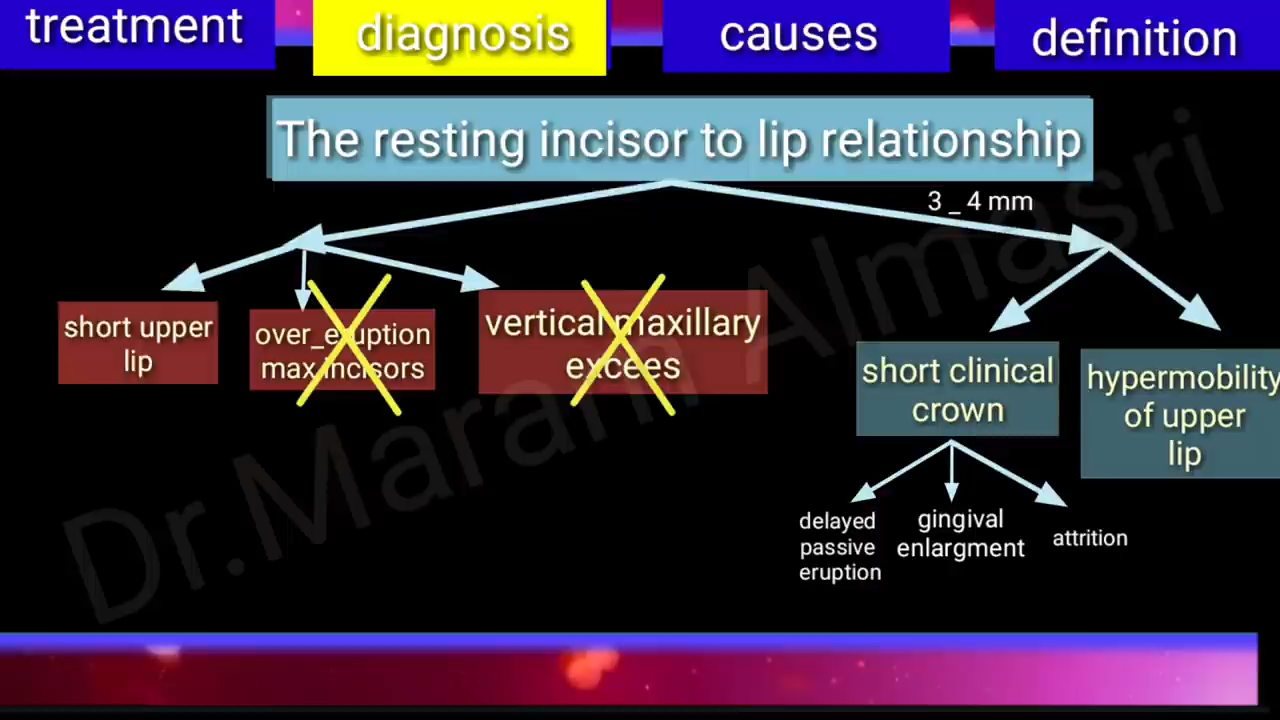 treatment
diagnosis
causes
definition
The resting incisor to lip relationship
3 _ 4 mm
short upper
lip
over_eruption
max.incisors
vertical maxillary
excees
short clinical
crown
hypermobility
of upper
lip
delayed
passive
eruption
gingival
enlargment
attrition
Dr.Maram Almasri